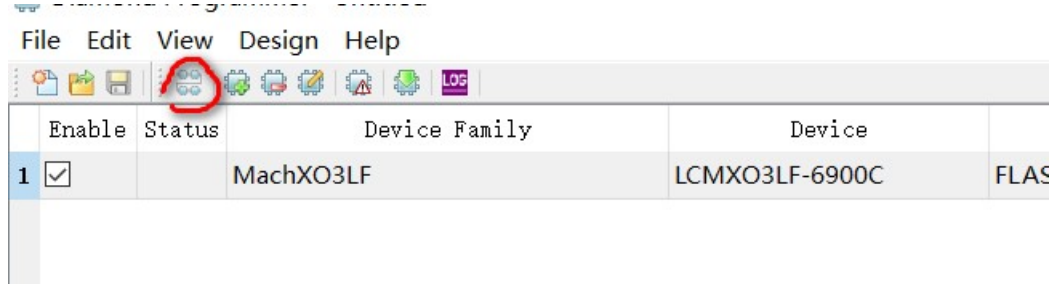 File Edit View Design Help
LOG
Enable Status Device Family Device
1 MachXO3LF LCMXO3LF-6900C FLAS